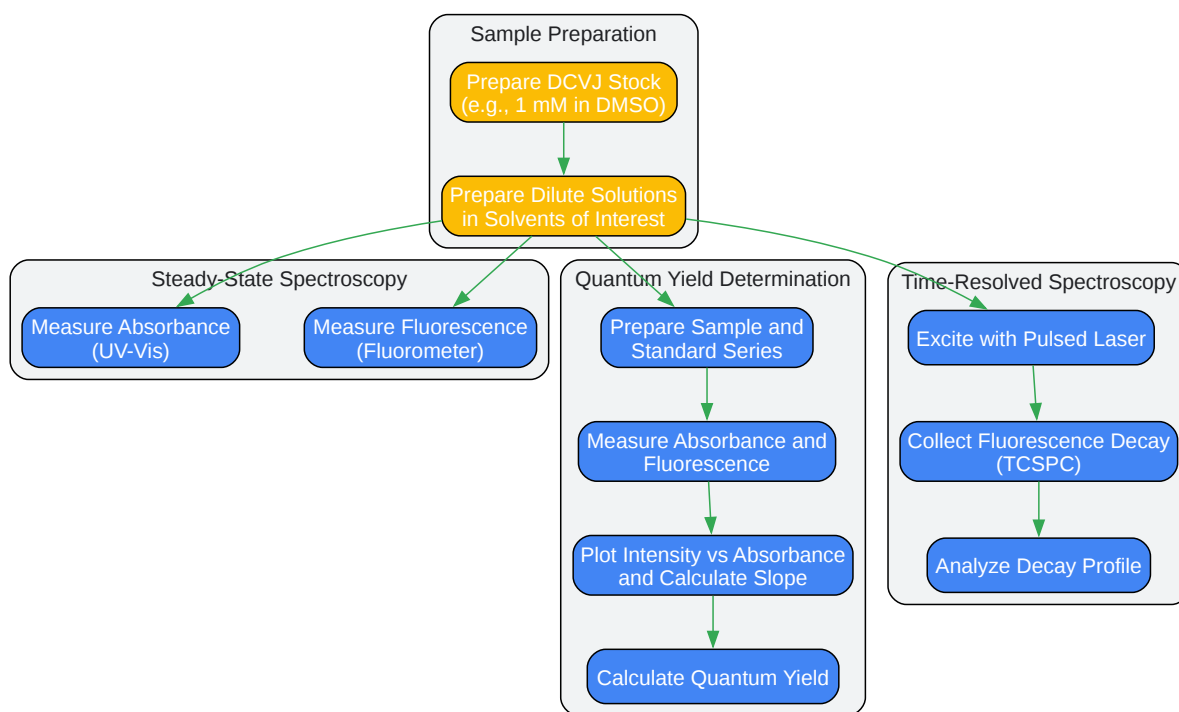 Sample Preparation
Prepare DCVJ Stock
(e.g., 1 mM in DMSO)
Prepare Dilute Solutions
in Solvents of Interest
Steady-State Spectroscopy
Measure Absorbance
(UV-Vis)
Measure Fluorescence
(Fluorometer)
Quantum Yield Determination
Prepare Sample and
Standard Series
Measure Absorbance and
Fluorescence
Plot Intensity vs Absorbance
and Calculate Slope
Calculate Quantum Yield
Time-Resolved Spectroscopy
Excite with Pulsed Laser
Collect Fluorescence Decay
(TCSPC)
Analyze Decay Profile